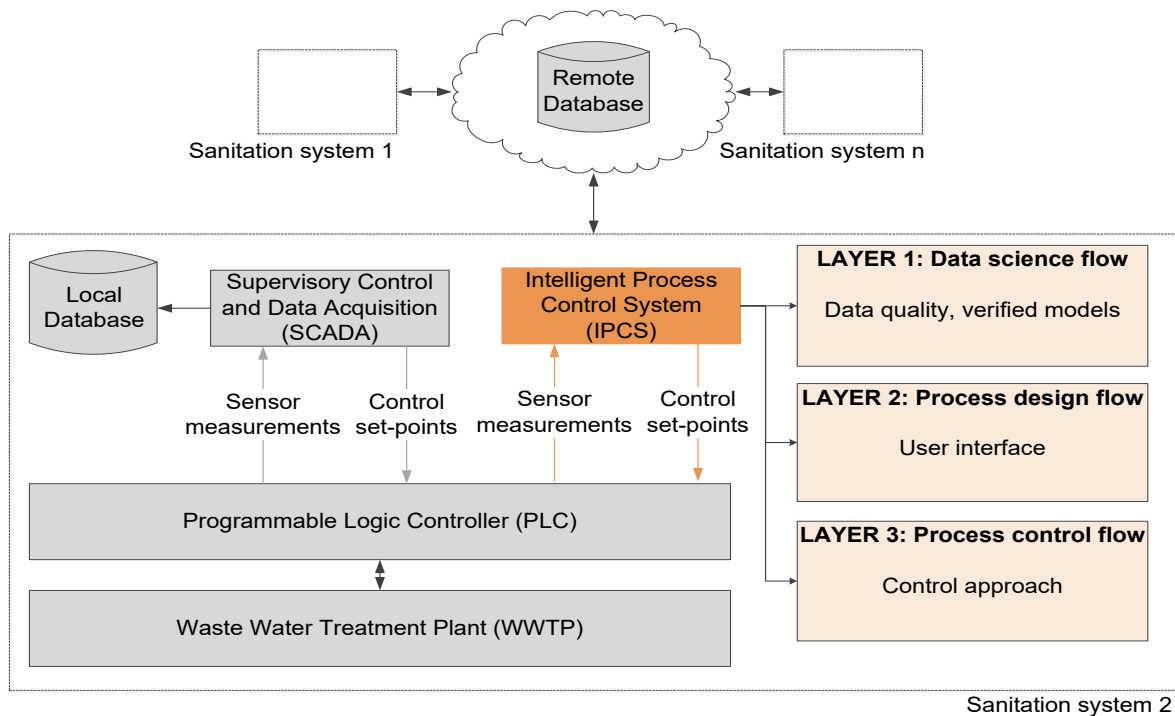 Remote
Database
Sanitation system 1
Sanitation system n
Local
Database
Supervisory Control
and Data Acquisition
(SCADA)
Intelligent Process
Control System
(IPCS)
LAYER 1: Data science flow
Data quality, verified models
Sensor
measurements
Control
set-points
Sensor
measurements
Control
set-points
LAYER 2: Process design flow
User interface
Programmable Logic Controller (PLC)
LAYER 3: Process control flow
Control approach
Waste Water Treatment Plant (WWTP)
Sanitation system 2